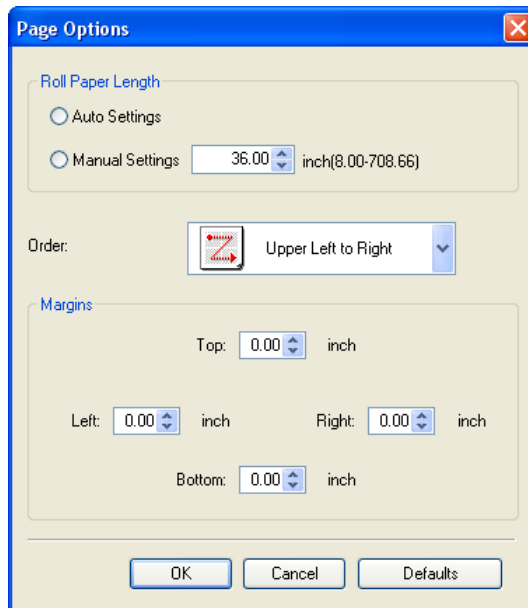 Page Options
Roll Paper Length
Auto Settings
Manual Settings 36.00 inch(8.00-708.66)
Order: Upper Left to Right
Margins
Top: 0.00 inch
Left: 0.00 inch Right: 0.00 inch
Bottom: 0.00 inch
OK Cancel Defaults